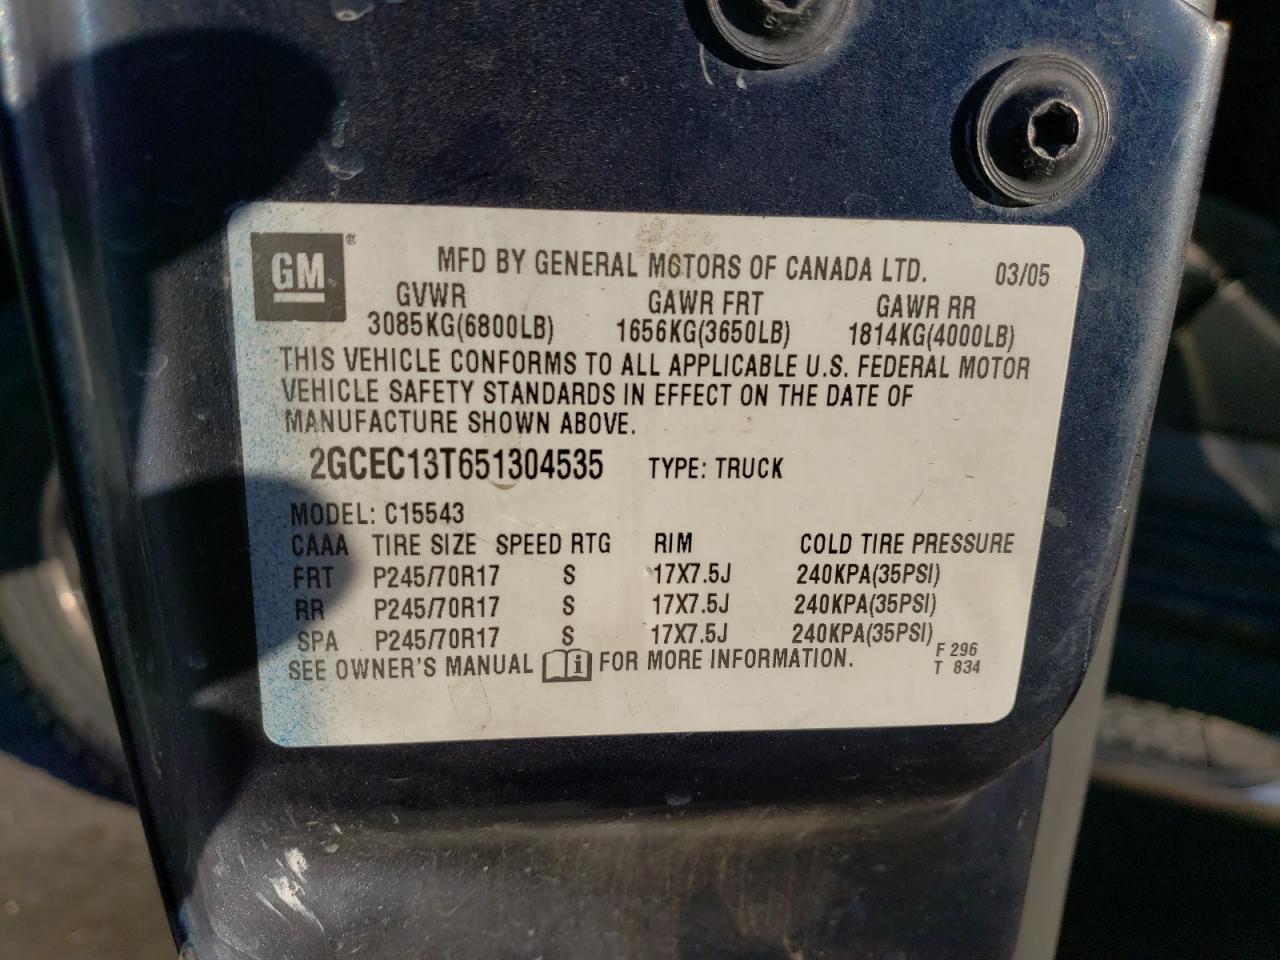 GM ®
MFD BY GENERAL MOTORS OF CANADA LTD. 03/05
GVWR GAWR FRT GAWR RR
3085KG(6800LB) 1656KG(3650LB) 1814KG(4000LB)
THIS VEHICLE CONFORMS TO ALL APPLICABLE U.S. FEDERAL MOTOR
VEHICLE SAFETY STANDARDS IN EFFECT ON THE DATE OF
MANUFACTURE SHOWN ABOVE.
2GCEC13T651304535 TYPE: TRUCK
MODEL: C15543
CAAA TIRE SIZE SPEED RTG RIM COLD TIRE PRESSURE
FRT P245/70R17 S 17X7.5J 240KPA(35PSI)
RR P245/70R17 S 17X7.5J 240KPA(35PSI)
SPA P245/70R17 S 17X7.5J 240KPA(35PSI)
SEE OWNER'S MANUAL i FOR MORE INFORMATION.
F 296
T 834